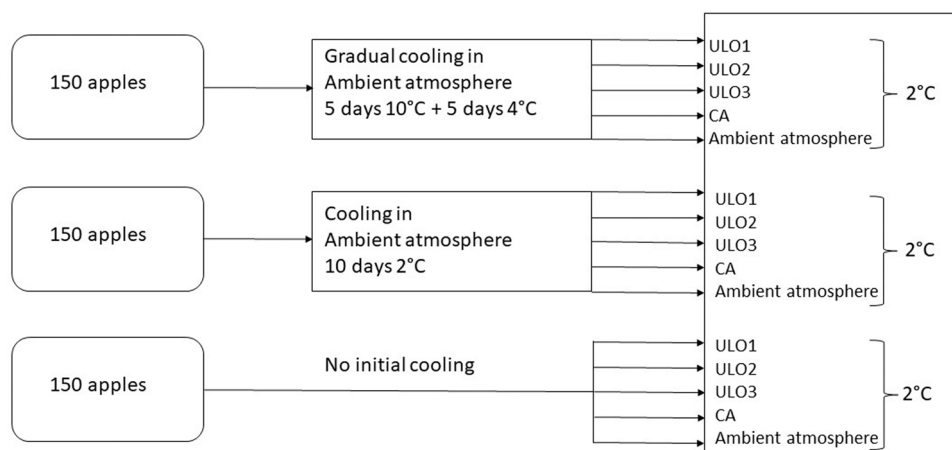 150 apples
Gradual cooling in
Ambient atmosphere
5 days 10°C + 5 days 4°C
ULO1
ULO2
ULO3
CA
Ambient atmosphere
2°C
150 apples
Cooling in
Ambient atmosphere
10 days 2°C
ULO1
ULO2
ULO3
CA
Ambient atmosphere
2°C
150 apples
No initial cooling
ULO1
ULO2
ULO3
CA
Ambient atmosphere
2°C